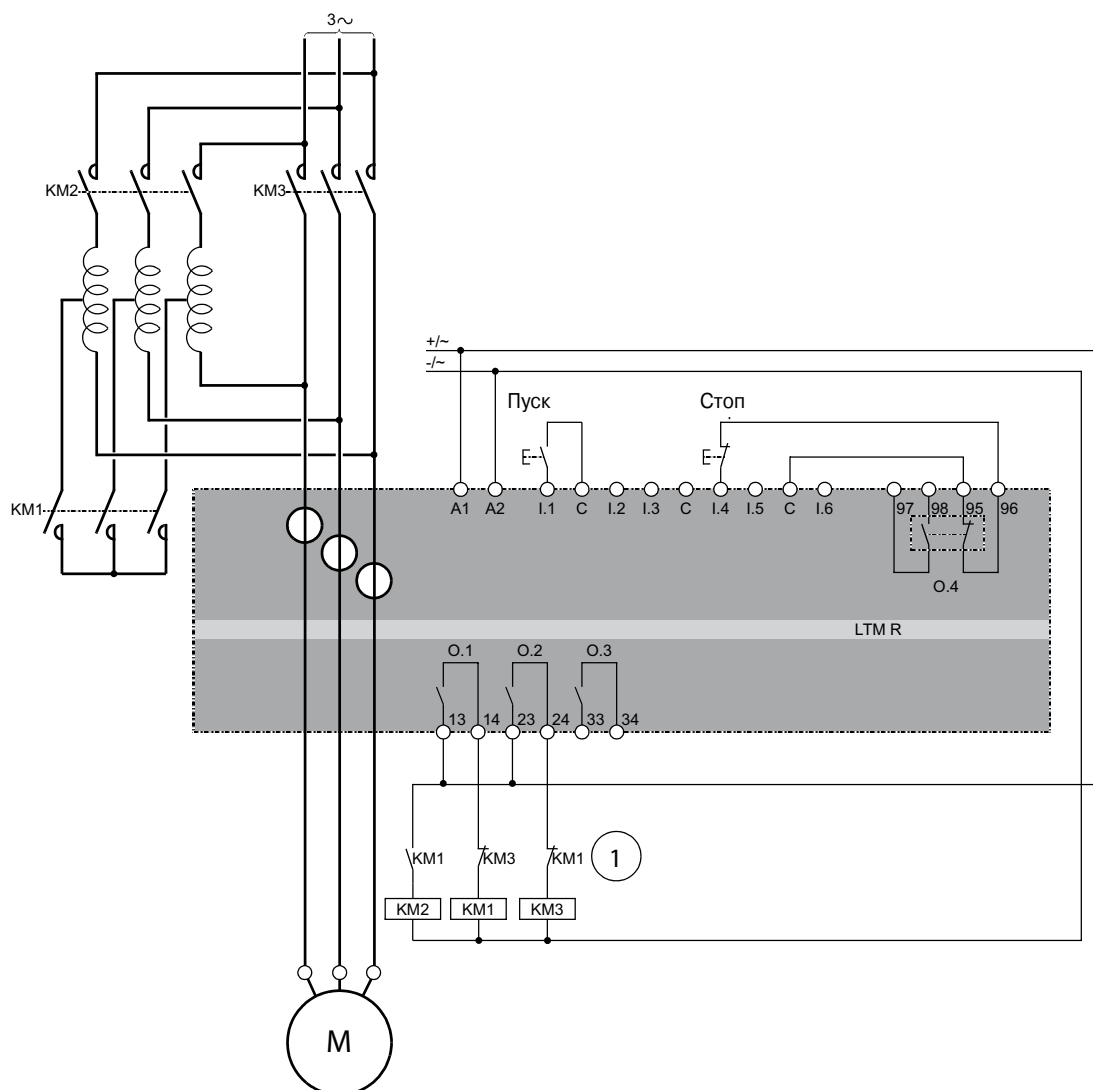 3~
KM2
KM3
+/~
-/~
Пуск
Стоп
KM1
A1 A2 I.1 C I.2 I.3 C I.4 I.5 C I.6 97 98 95 96
O.4
LTM R
O.1 O.2 O.3
13 14 23 24 33 34
KM1 KM3 KM1 1
KM2 KM1 KM3
M